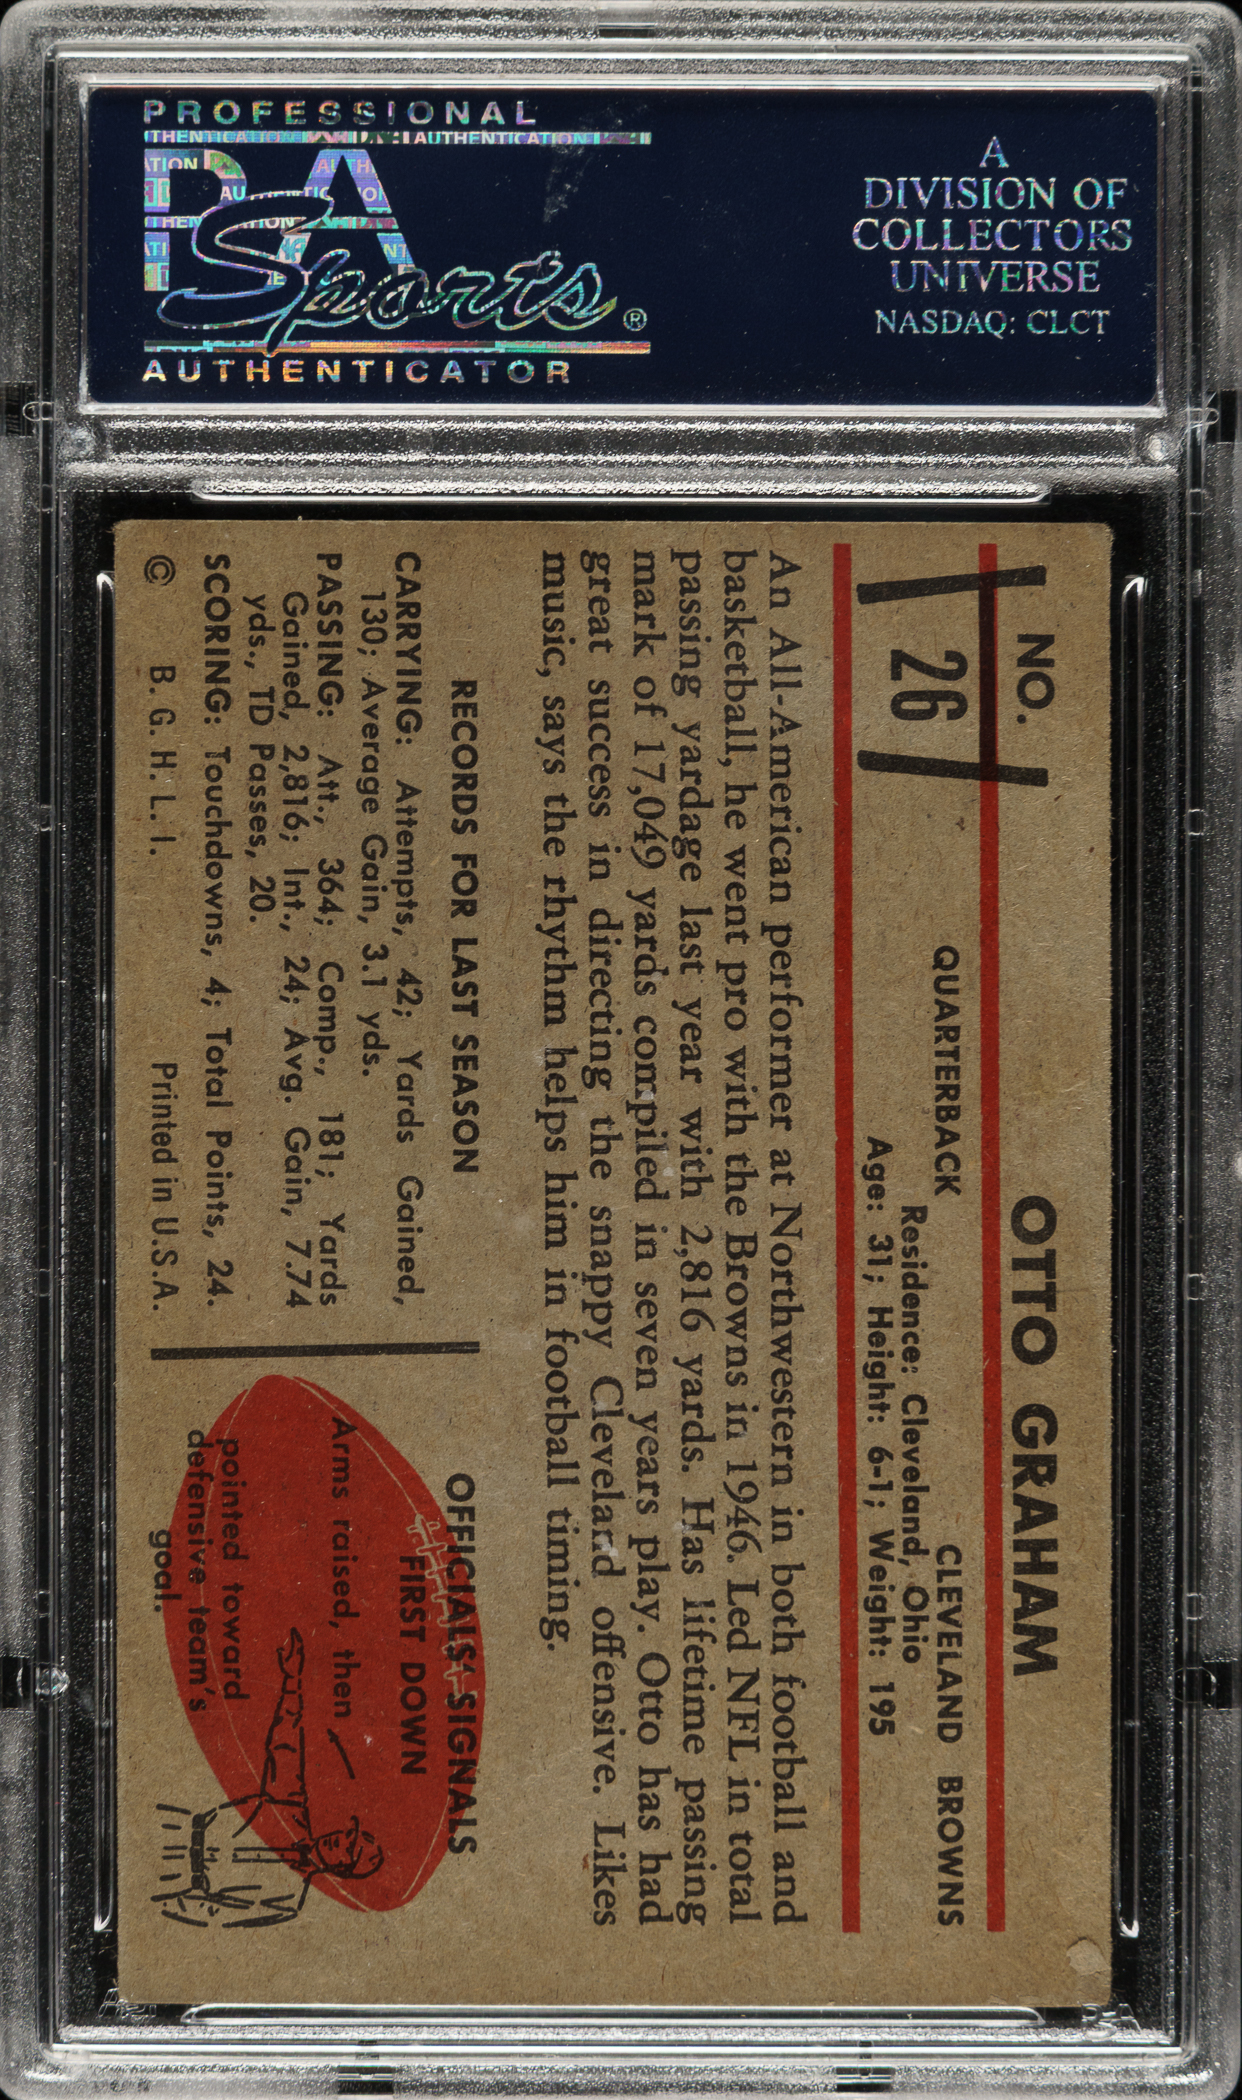 PROFESSIONAL
PSA
Sports®
AUTHENTICATOR
A
DIVISION OF
COLLECTORS
UNIVERSE
NASDAQ: CLCT
NO.
26
OTTO GRAHAM
QUARTERBACK CLEVELAND BROWNS
Residence: Cleveland, Ohio
Age: 31; Height: 6-1; Weight: 195
An All-American performer at Northwestern in both football and
basketball, he went pro with the Browns in 1946. Led NFL in total
passing yardage last year with 2,816 yards. Has lifetime passing
mark of 17,049 yards compiled in seven years play. Otto has had
great success in directing the snappy Cleveland offensive. Likes
music, says the rhythm helps him in football timing.
RECORDS FOR LAST SEASON
CARRYING: Attempts, 42; Yards Gained,
130; Average Gain, 3.1 yds.
PASSING: Att., 364; Comp., 181; Yards
Gained, 2,816; Int., 24; Avg. Gain, 7.74
yds., TD Passes, 20.
SCORING: Touchdowns, 4; Total Points, 24.
© B. G. H. L. I. Printed in U.S.A.
OFFICIALS' SIGNALS
FIRST DOWN
Arms raised, then
pointed toward
defensive team's
goal.